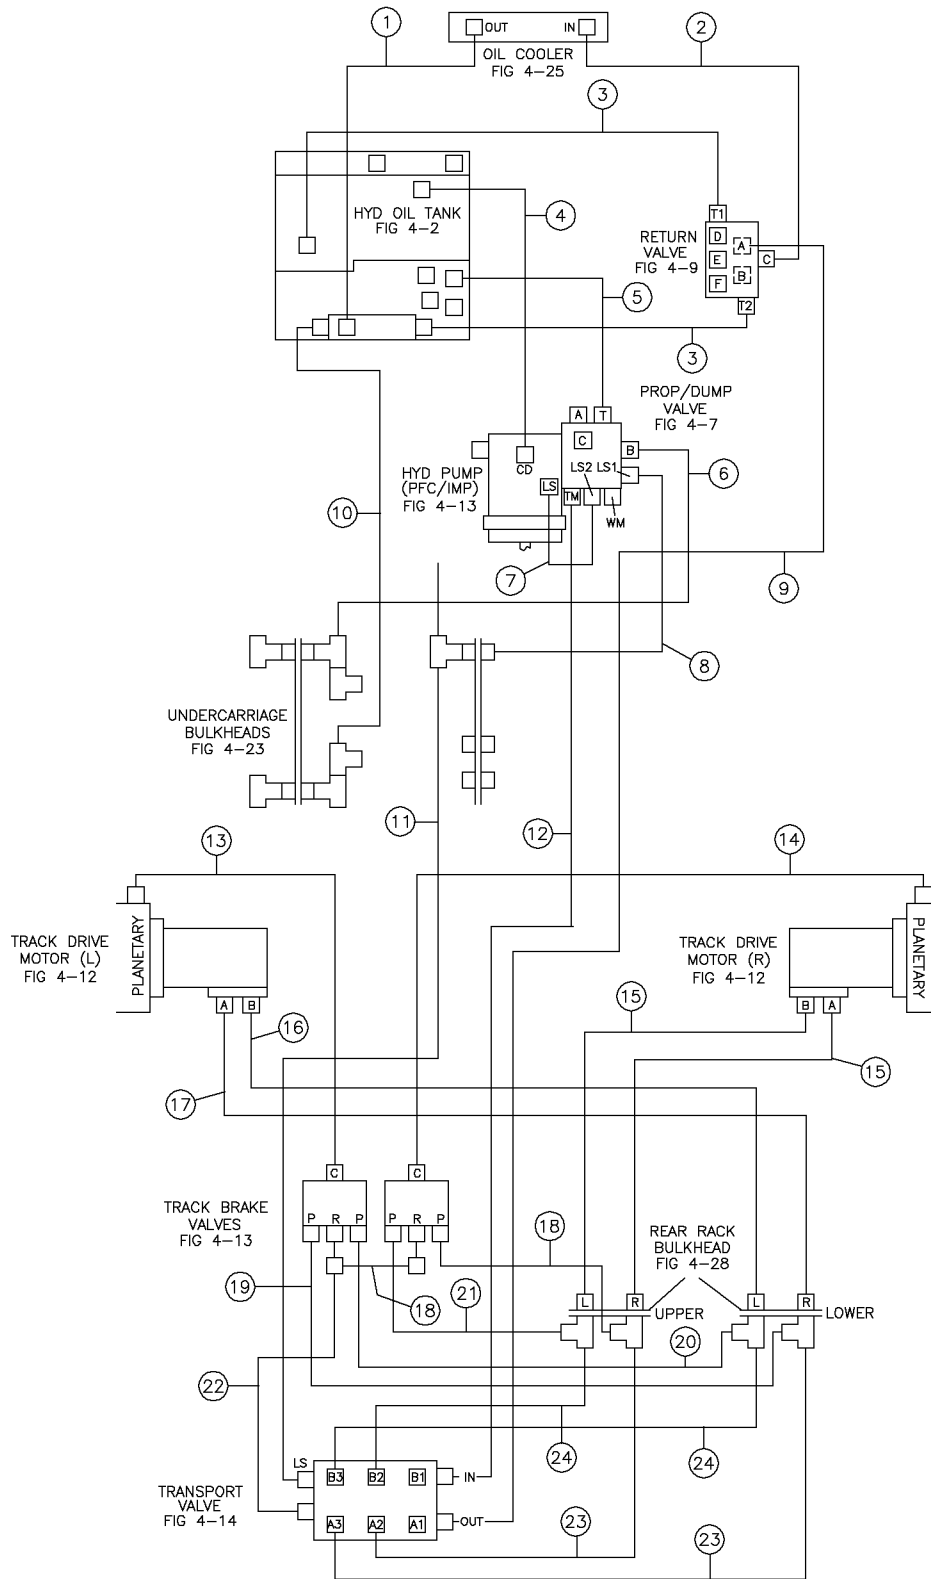 1
OUT
IN
2
OIL COOLER
FIG 4-25
3
HYD OIL TANK
FIG 4-2
4
RETURN
VALVE
FIG 4-9
T1
D
A
E
C
B
F
T2
5
3
PROP/DUMP
VALVE
FIG 4-7
A
T
C
B
6
HYD PUMP
(PFC/IMP)
FIG 4-13
CD
LS
LS2
LS1
TM
WM
10
7
9
8
UNDERCARRIAGE
BULKHEADS
FIG 4-23
11
12
13
14
TRACK DRIVE
MOTOR (L)
FIG 4-12
PLANETARY
TRACK DRIVE
MOTOR (R)
FIG 4-12
PLANETARY
A
B
B
A
16
15
15
17
C
C
TRACK BRAKE
VALVES
FIG 4-13
P
R
P
P
R
P
18
REAR RACK
BULKHEAD
FIG 4-28
19
18
21
L
R
UPPER
L
R
LOWER
20
22
24
24
LS
B3
B2
B1
IN
TRANSPORT
VALVE
FIG 4-14
A3
A2
A1
OUT
23
23